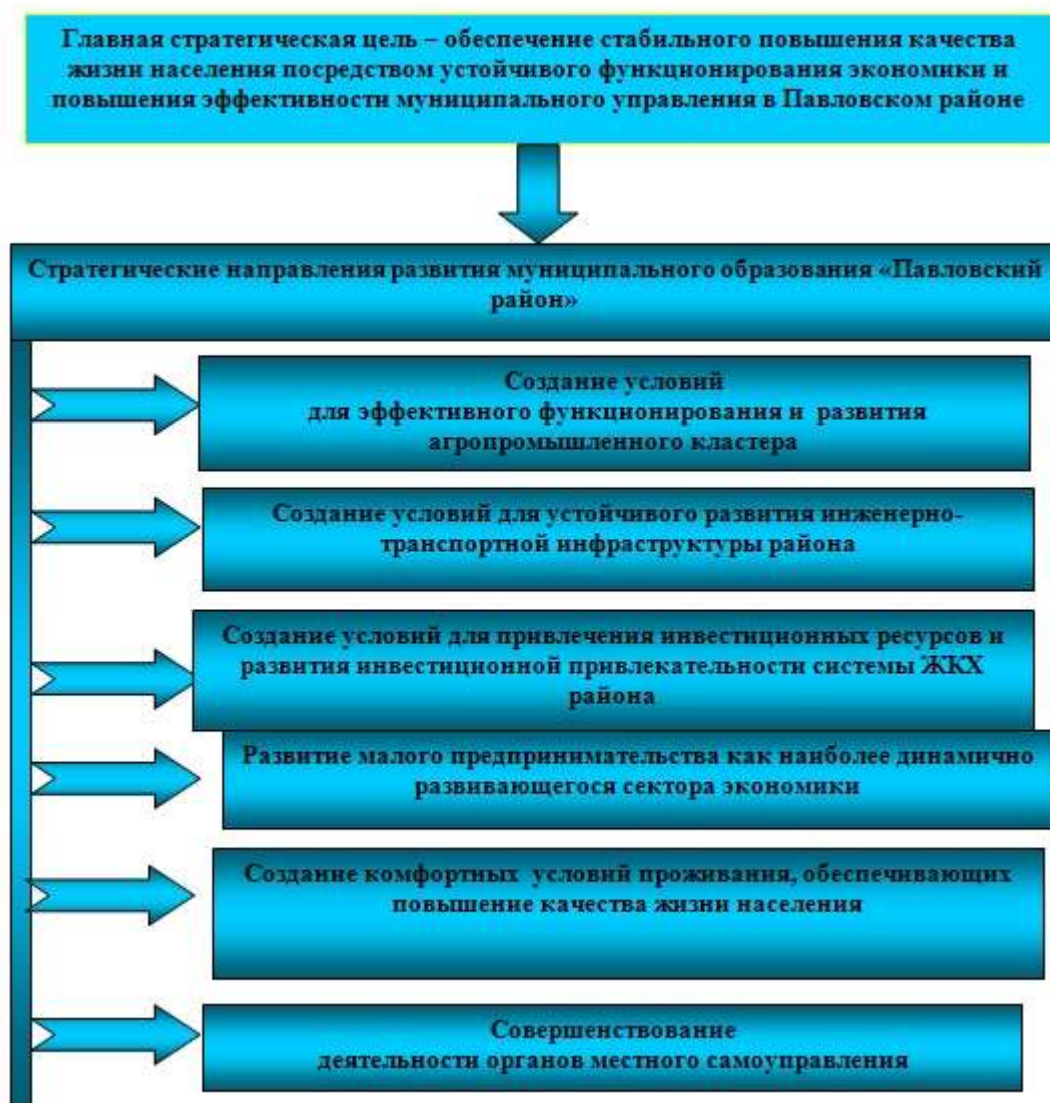 Главная стратегическая цель – обеспечение стабильного повышения качества
жизни населения посредством устойчивого функционирования экономики и
повышения эффективности муниципального управления в Павловском районе
Стратегические направления развития муниципального образования «Павловский
район»
Создание условий
для эффективного функционирования и развития
агропромышленного кластера
Создание условий для устойчивого развития инженерно-
транспортной инфраструктуры района
Создание условий для привлечения инвестиционных ресурсов и
развития инвестиционной привлекательности системы ЖКХ
района
Развитие малого предпринимательства как наиболее динамично
развивающегося сектора экономики
Создание комфортных условий проживания, обеспечивающих
повышение качества жизни населения
Совершенствование
деятельности органов местного самоуправления